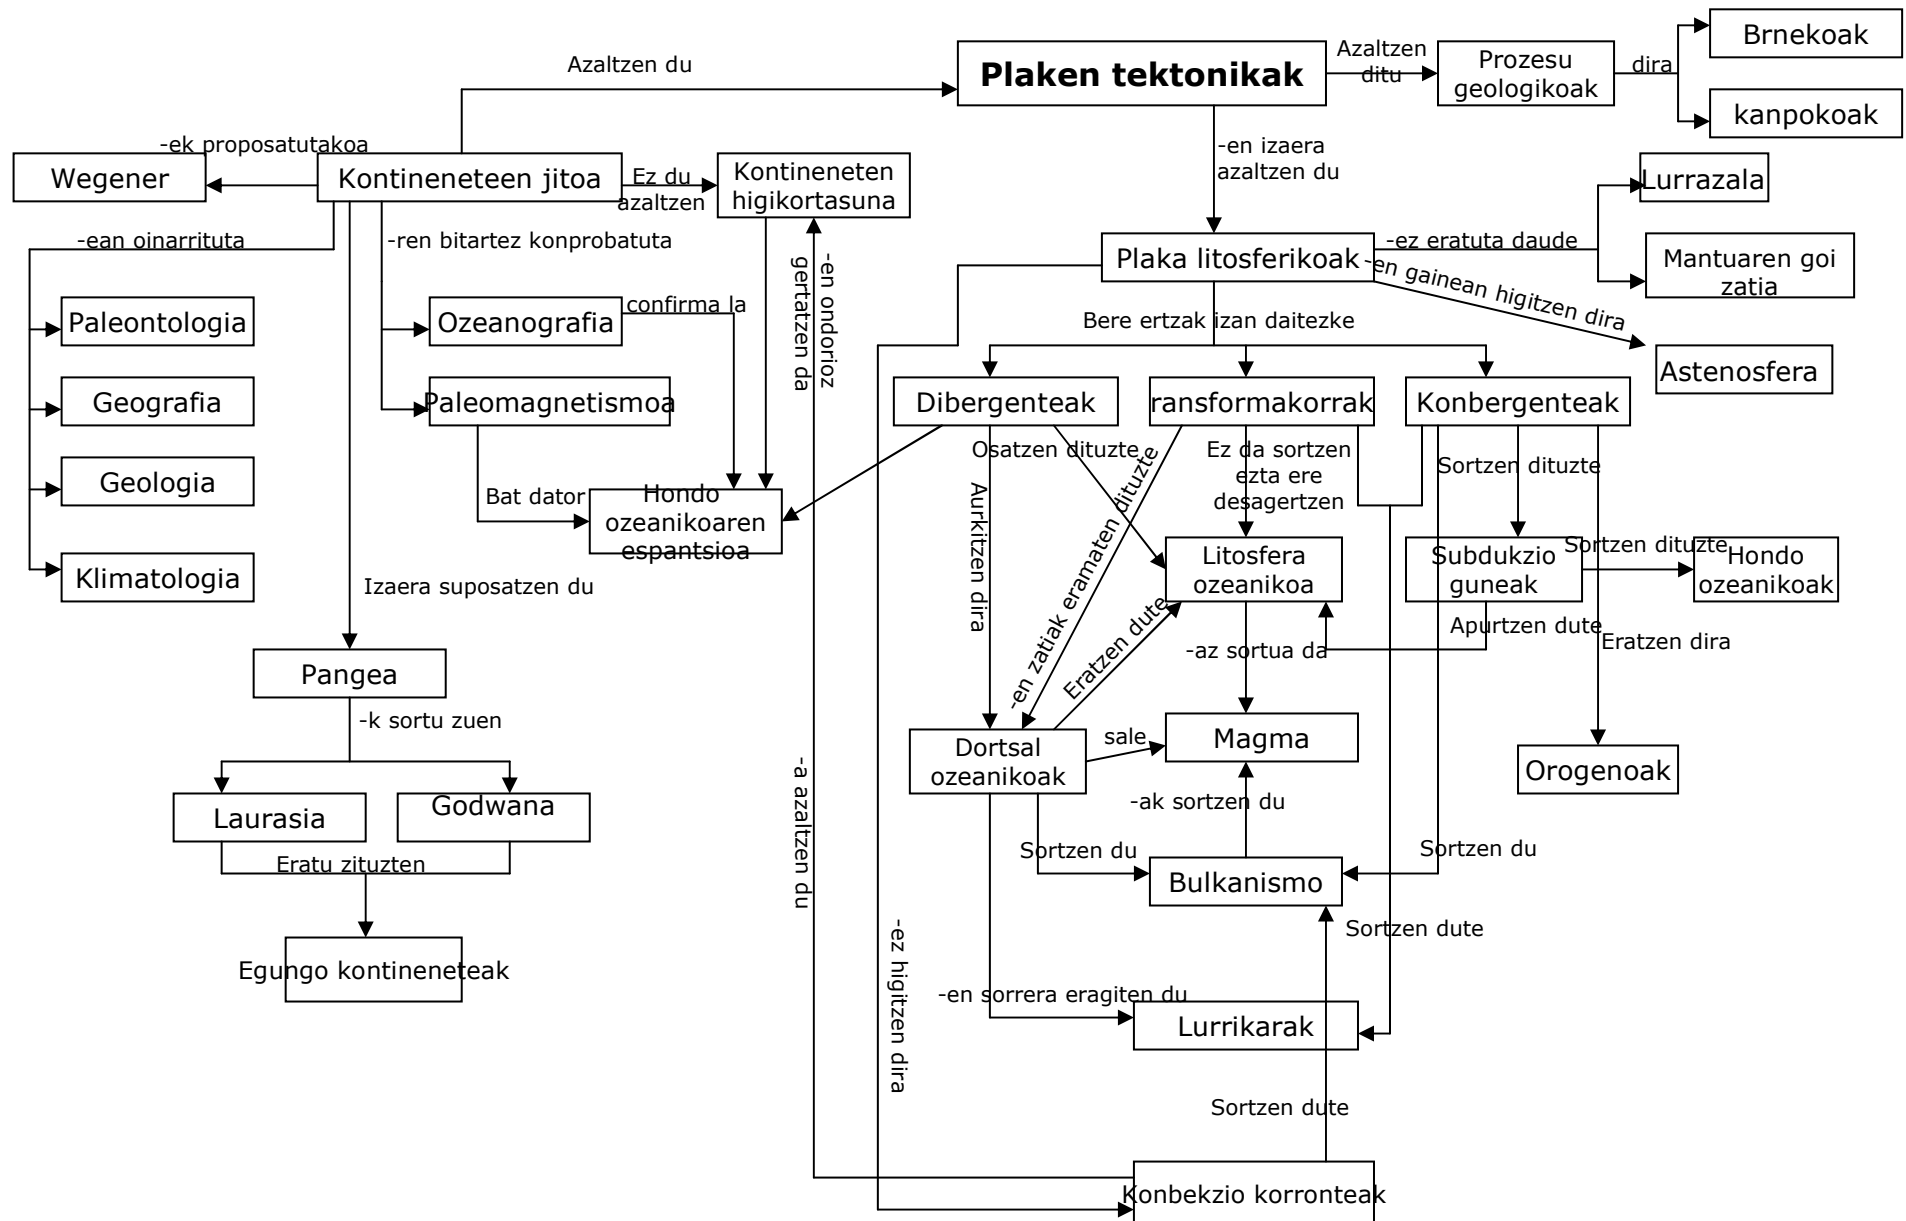 Brnekoak
Azaltzen du
Plaken tektonikak
Azaltzen
ditu
Prozesu
geologikoak
dira
kanpokoak
-ek proposatutakoa
Wegener
Kontineneteen jitoa
Ez du
azaltzen
Kontineneten
higikortasuna
-en izaera
azaltzen du
Lurrazala
-ean oinarrituta
-ren bitartez konprobatuta
-en ondorioz
gertatzen da
Plaka litosferikoak
-ez eratuta daude
Mantuaren goi
zatia
-en gainean higitzen dira
Paleontologia
Ozeanografia
confirma la
Bere ertzak izan daitezke
Astenosfera
Geografia
Paleomagnetismoa
Dibergenteak
ransformakorrak
Konbergenteak
Geologia
Bat dator
Hondo
ozeanikoaren
espantsioa
Osatzen dituzte
Aurkitzen dira
-en zatiak eramaten dituzte
Ez da sortzen
ezta ere
desagertzen
Sortzen dituzte
Klimatologia
Izaera suposatzen du
Litosfera
ozeanikoa
Subdukzio
guneak
Sortzen dituzte
Hondo
ozeanikoak
Eratzen dute
-az sortua da
Apurtzen dute
Eratzen dira
Pangea
-k sortu zuen
Dortsal
ozeanikoak
sale
Magma
Orogenoak
Laurasia
Godwana
-a azaltzen du
-ak sortzen du
Eratu zituzten
Sortzen du
Bulkanismo
Sortzen du
Egungo kontineneteak
-ez higitzen dira
Sortzen dute
-en sorrera eragiten du
Lurrikarak
Sortzen dute
Konbekzio korronteak